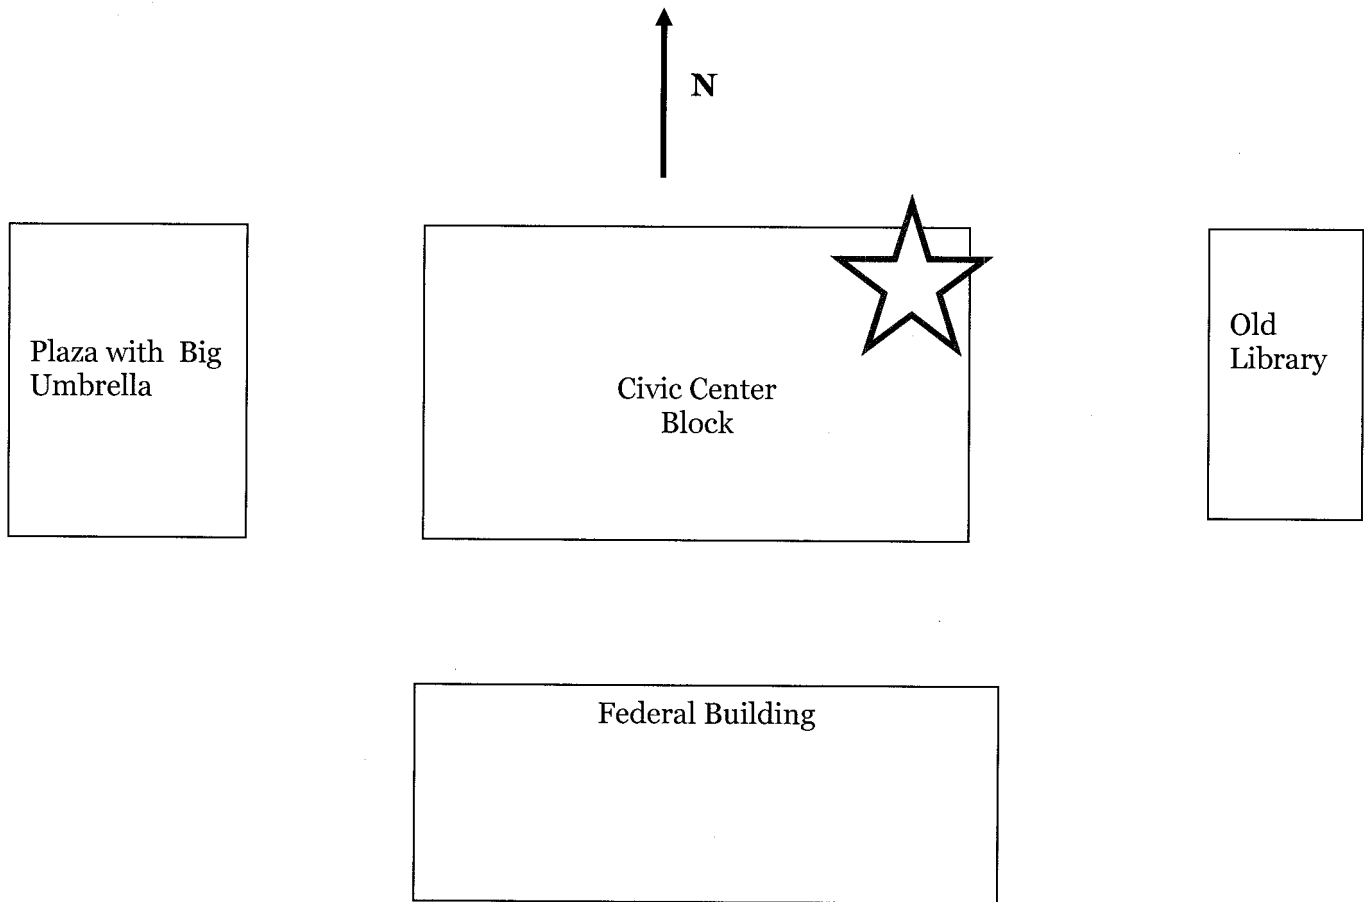 N
Plaza with Big
Umbrella
Civic Center
Block
Old
Library
Federal Building